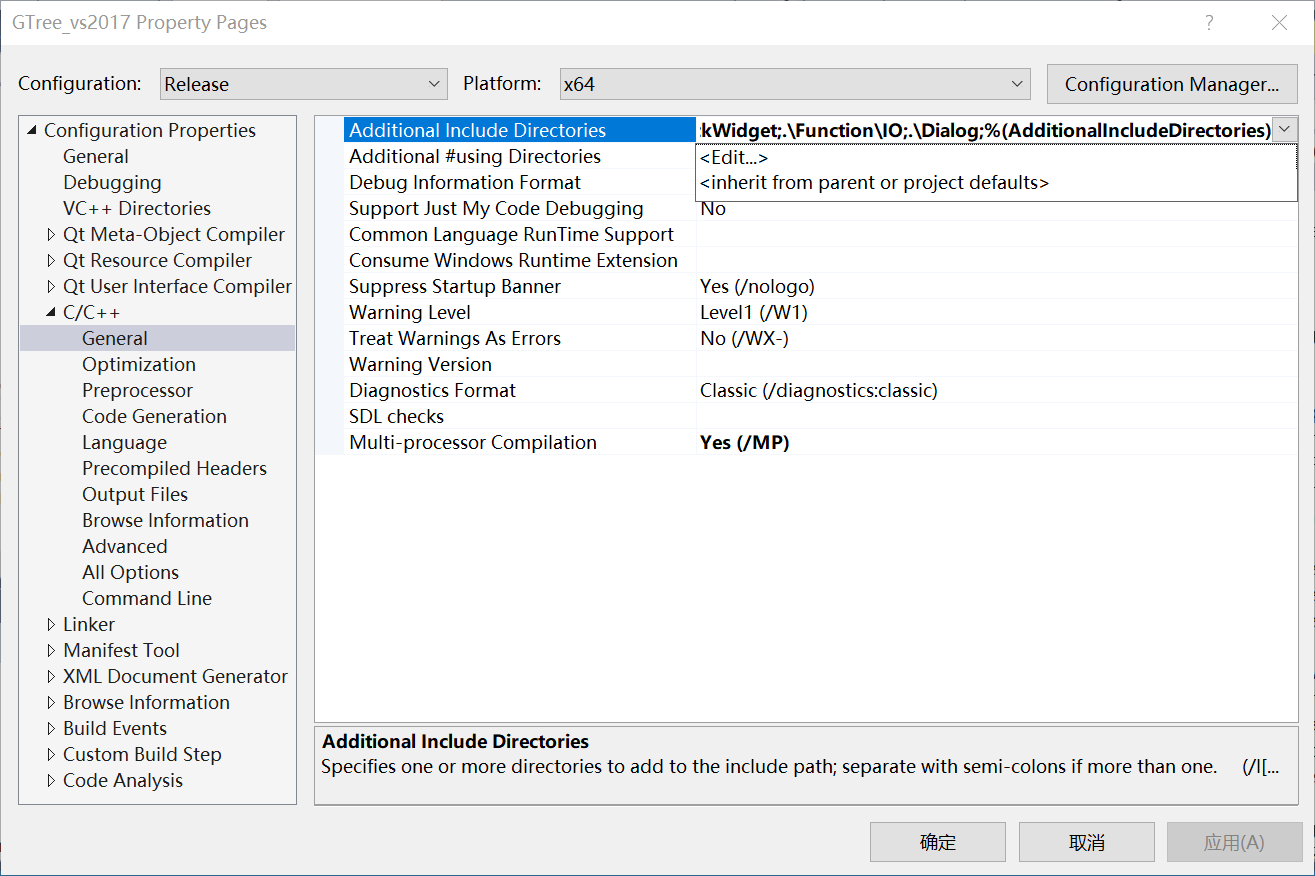 GTree_vs2017 Property Pages
Configuration: Release Platform: x64 Configuration Manager...
Configuration Properties
General
Debugging
VC++ Directories
Qt Meta-Object Compiler
Qt Resource Compiler
Qt User Interface Compiler
C/C++
General
Optimization
Preprocessor
Code Generation
Language
Precompiled Headers
Output Files
Browse Information
Advanced
All Options
Command Line
Linker
Manifest Tool
XML Document Generator
Browse Information
Build Events
Custom Build Step
Code Analysis
Additional Include Directories kWidget;.\Function\IO;.\Dialog;%(AdditionalIncludeDirectories)
Additional #using Directories <Edit...>
Debug Information Format <inherit from parent or project defaults>
Support Just My Code Debugging No
Common Language RunTime Support
Consume Windows Runtime Extension
Suppress Startup Banner Yes (/nologo)
Warning Level Level1 (/W1)
Treat Warnings As Errors No (/WX-)
Warning Version
Diagnostics Format Classic (/diagnostics:classic)
SDL checks
Multi-processor Compilation Yes (/MP)
Additional Include Directories
Specifies one or more directories to add to the include path; separate with semi-colons if more than one. (/I[...
确定 取消 应用(A)